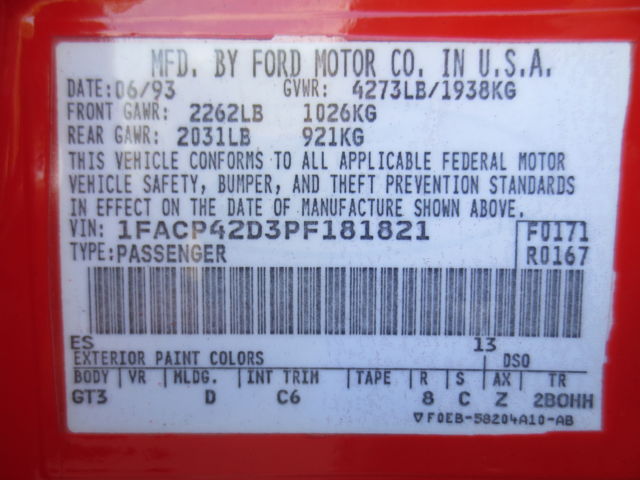 MFD. BY FORD MOTOR CO. IN U.S.A.
DATE: 06/93 GVWR: 4273LB/1938KG
FRONT GAWR: 2262LB 1026KG
REAR GAWR: 2031LB 921KG
THIS VEHICLE CONFORMS TO ALL APPLICABLE FEDERAL MOTOR
VEHICLE SAFETY, BUMPER, AND THEFT PREVENTION STANDARDS
IN EFFECT ON THE DATE OF MANUFACTURE SHOWN ABOVE.
VIN: 1FACP42D3PF181821 F0171
TYPE: PASSENGER R0167
ES 13
EXTERIOR PAINT COLORS DSO
BODY VR MLDG. INT TRIM TAPE R S AX TR
GT3 D C6 8 C Z 2B0HH
▽F0EB-58204A10-AB